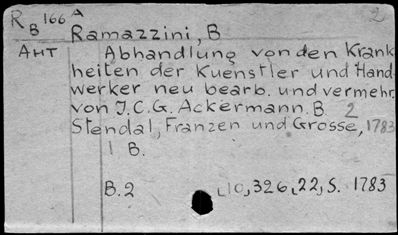 R B 166 A
2
Ramazzini, B
AHT Abhandlung von den Krank
heiten der Kuenstler und Hand
werker neu bearb. und vermehr.
von J.C.G. Ackermann. B 2
Stendal, Franzen und Grosse, 1783
1 B.
B.2 10, 326, 22, S. 1783